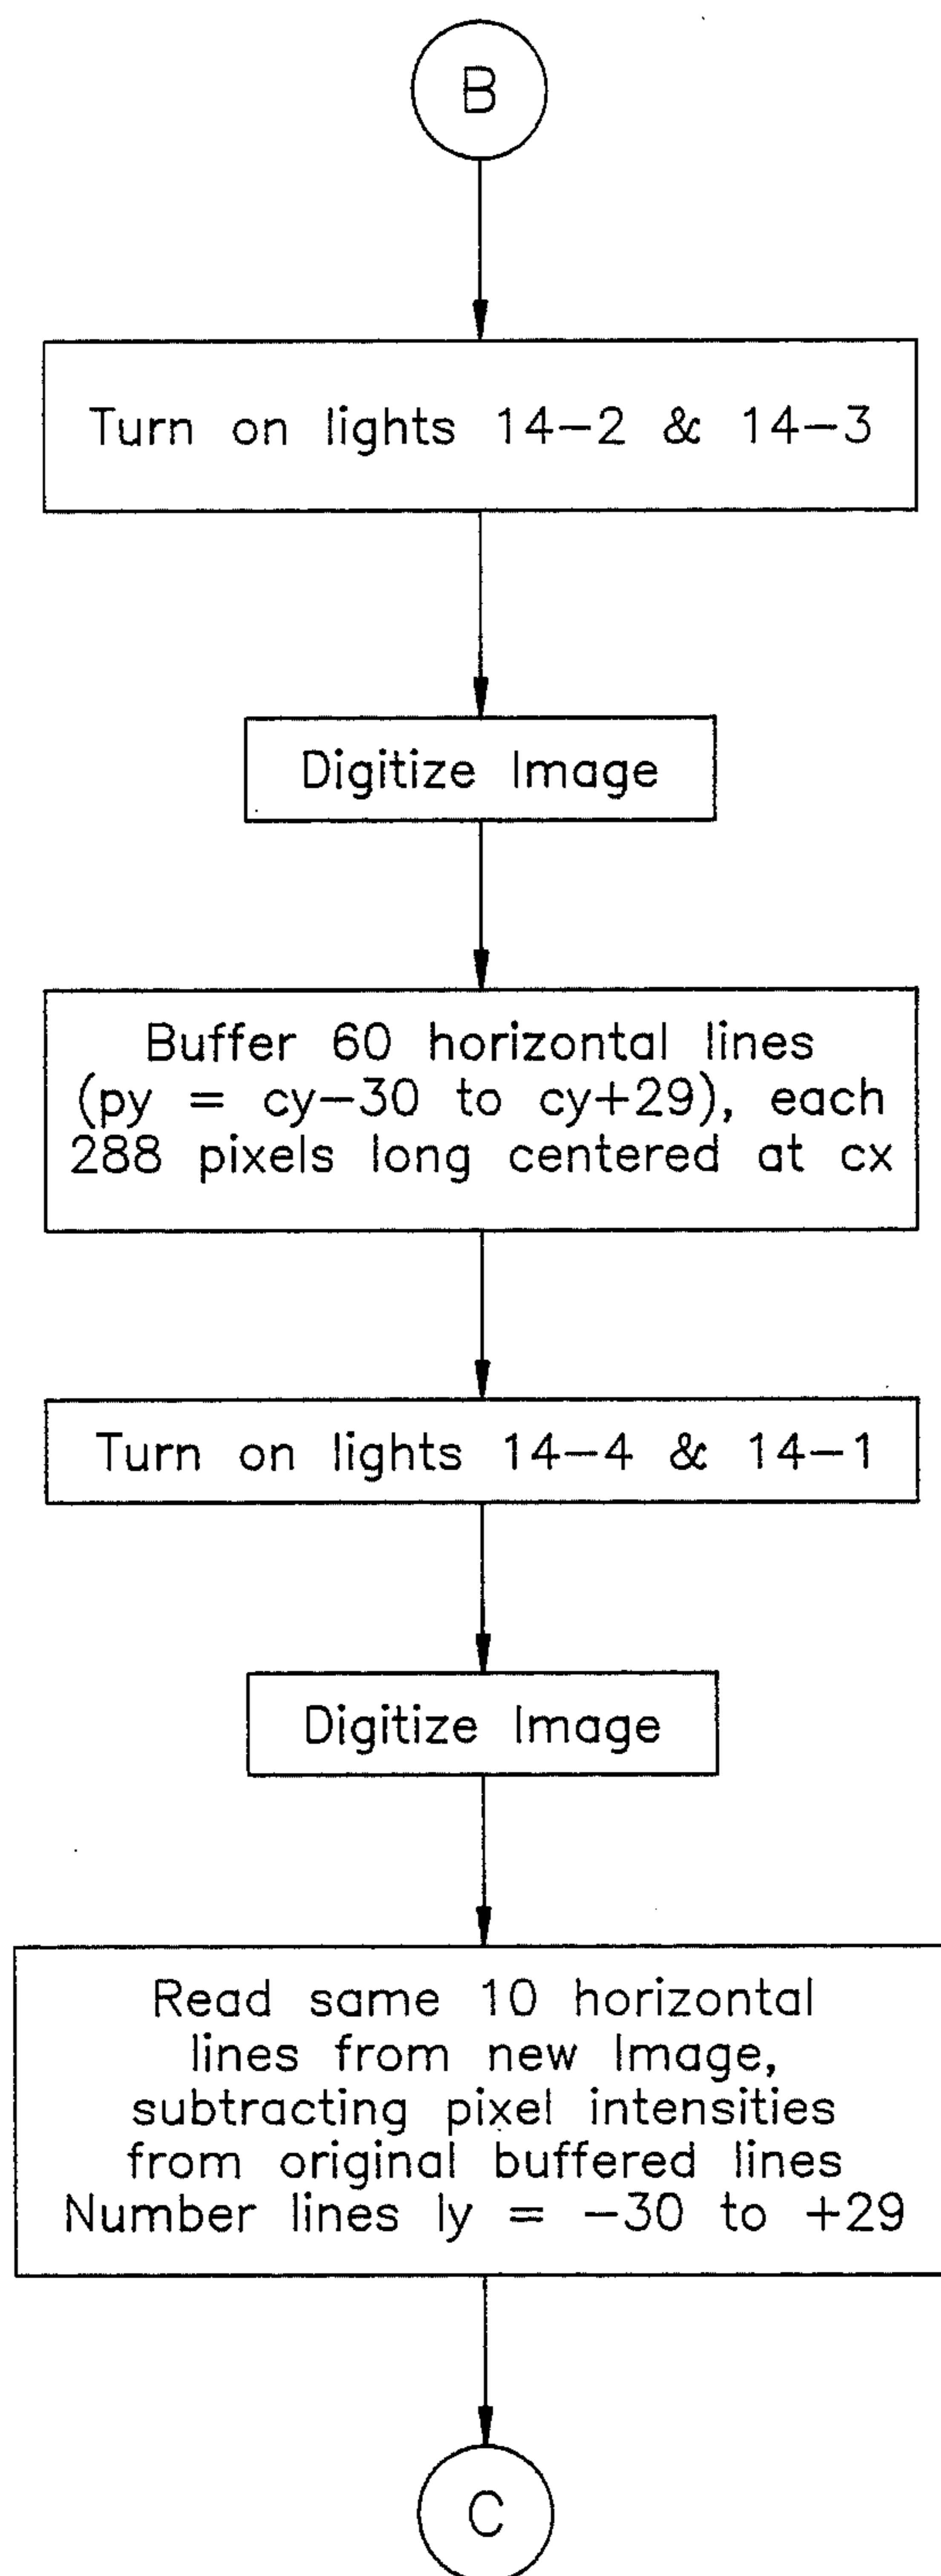 B
Turn on lights 14-2 & 14-3
Digitize Image
Buffer 60 horizontal lines
(py = cy-30 to cy+29), each
288 pixels long centered at cx
Turn on lights 14-4 & 14-1
Digitize Image
Read same 10 horizontal
lines from new Image,
subtracting pixel intensities
from original buffered lines
Number lines ly = -30 to +29
C